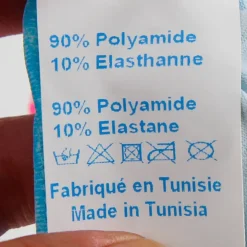 90% Polyamide
10% Elasthanne
90% Polyamide
10% Elastane
Fabriqué en Tunisie
Made in Tunisia